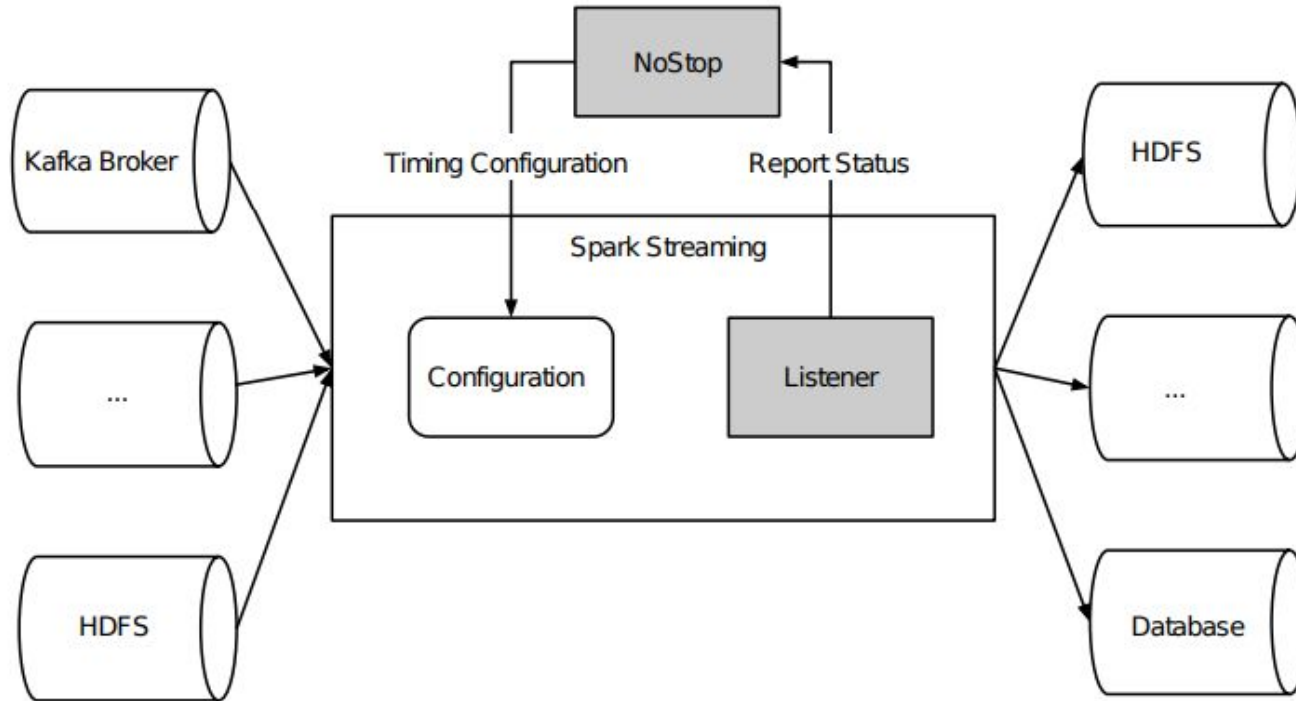 NoStop
Kafka Broker
Timing Configuration
Report Status
HDFS
Spark Streaming
...
Configuration
Listener
...
HDFS
Database